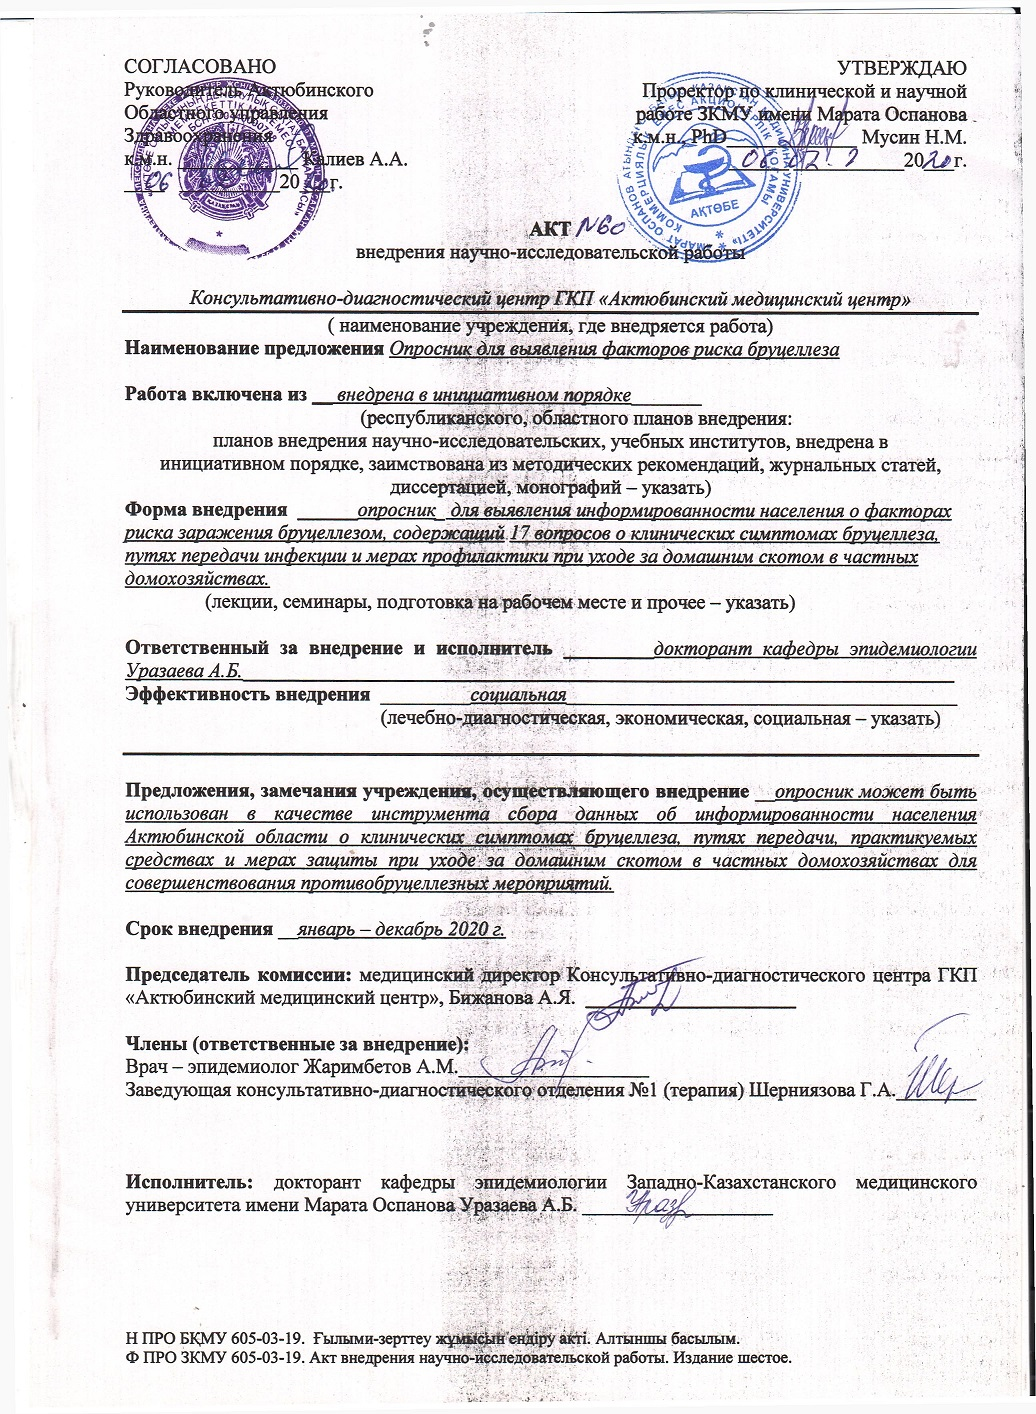 СОГЛАСОВАНО
Руководитель Актюбинского
Областного управления
Здравоохранения
к.м.н. Калиев А.А.
06 20 20 г.
УТВЕРЖДАЮ
Проректор по клинической и научной
работе ЗКМУ имени Марата Оспанова
к.м.н., PhD Мусин Н.М.
06 2020 г.
АҚТӨБЕ
АКТ №60
внедрения научно-исследовательской работы
Консультативно-диагностический центр ГКП «Актюбинский медицинский центр»
( наименование учреждения, где внедряется работа)
Наименование предложения Опросник для выявления факторов риска бруцеллеза
Работа включена из внедрена в инициативном порядке
(республиканского, областного планов внедрения:
планов внедрения научно-исследовательских, учебных институтов, внедрена в
инициативном порядке, заимствована из методических рекомендаций, журнальных статей,
диссертацией, монографий – указать)
Форма внедрения опросник для выявления информированности населения о факторах
риска заражения бруцеллезом, содержащий 17 вопросов о клинических симптомах бруцеллеза,
путях передачи инфекции и мерах профилактики при уходе за домашним скотом в частных
домохозяйствах.
(лекции, семинары, подготовка на рабочем месте и прочее – указать)
Ответственный за внедрение и исполнитель докторант кафедры эпидемиологии
Уразаева А.Б.
Эффективность внедрения социальная
(лечебно-диагностическая, экономическая, социальная – указать)
Предложения, замечания учреждения, осуществляющего внедрение опросник может быть
использован в качестве инструмента сбора данных об информированности населения
Актюбинской области о клинических симптомах бруцеллеза, путях передачи, практикуемых
средствах и мерах защиты при уходе за домашним скотом в частных домохозяйствах для
совершенствования противобруцеллезных мероприятий.
Срок внедрения январь – декабрь 2020 г.
Председатель комиссии: медицинский директор Консультативно-диагностического центра ГКП
«Актюбинский медицинский центр», Бижанова А.Я.
Члены (ответственные за внедрение):
Врач – эпидемиолог Жаримбетов А.М.
Заведующая консультативно-диагностического отделения №1 (терапия) Шерниязова Г.А.
Исполнитель: докторант кафедры эпидемиологии Западно-Казахстанского медицинского
университета имени Марата Оспанова Уразаева А.Б.
Н ПРО БҚМУ 605-03-19. Ғылыми-зерттеу жұмысын ендіру акті. Алтыншы басылым.
Ф ПРО ЗКМУ 605-03-19. Акт внедрения научно-исследовательской работы. Издание шестое.